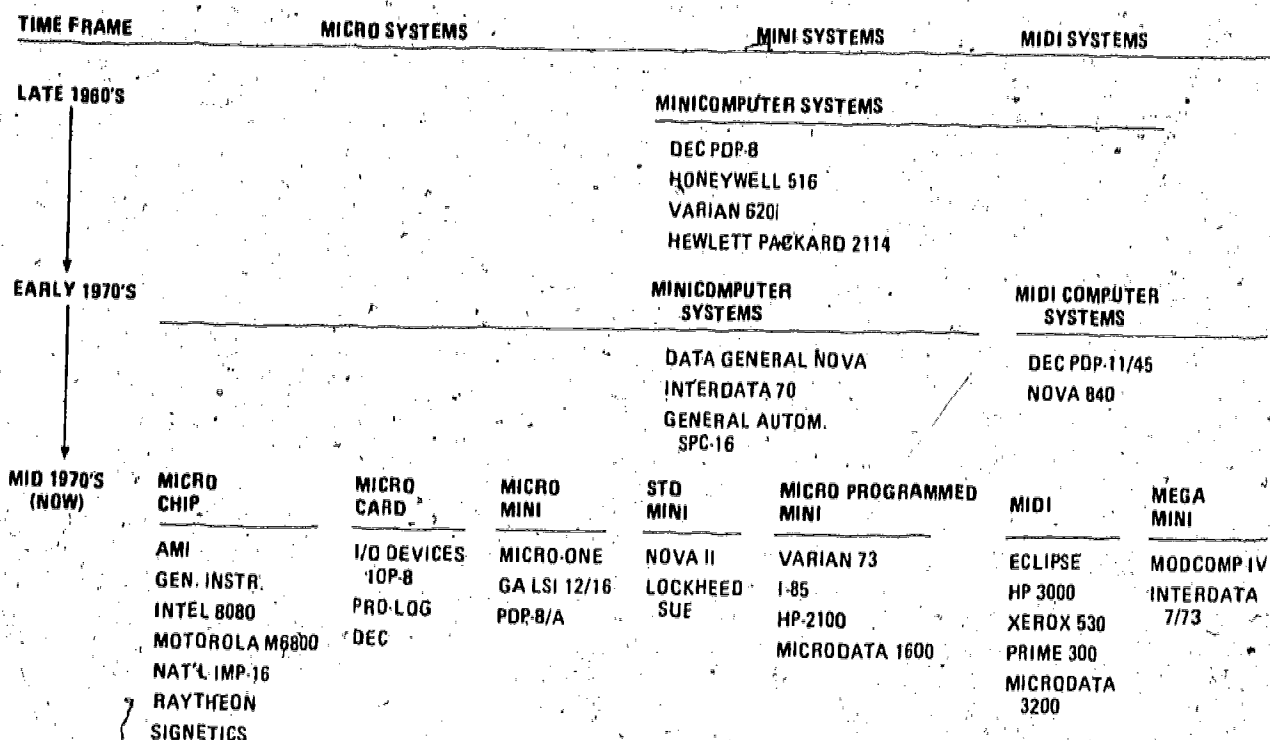 TIME FRAME MICRO SYSTEMS MINI SYSTEMS MIDI SYSTEMS
LATE 1960'S
MINICOMPUTER SYSTEMS
DEC PDP-8
HONEYWELL 516
VARIAN 620i
HEWLETT PACKARD 2114
EARLY 1970'S
MINICOMPUTER SYSTEMS
MIDI COMPUTER SYSTEMS
DATA GENERAL NOVA
INTERDATA 70
GENERAL AUTOM.
SPC-16
DEC PDP-11/45
NOVA 840
MID 1970'S
(NOW)
MICRO
CHIP
AMI
GEN. INSTR.
INTEL 8080
MOTOROLA M6800
NAT'L IMP-16
RAYTHEON
SIGNETICS
MICRO
CARD
I/O DEVICES
IOP-8
PRO-LOG
DEC
MICRO
MINI
MICRO-ONE
GA LSI 12/16
PDP-8/A
STD
MINI
NOVA II
LOCKHEED
SUE
MICRO PROGRAMMED
MINI
VARIAN 73
I-85
HP-2100
MICRODATA 1600
MIDI
ECLIPSE
HP 3000
XEROX 530
PRIME 300
MICRODATA
3200
MEGA
MINI
MODCOMP IV
INTERDATA
7/73